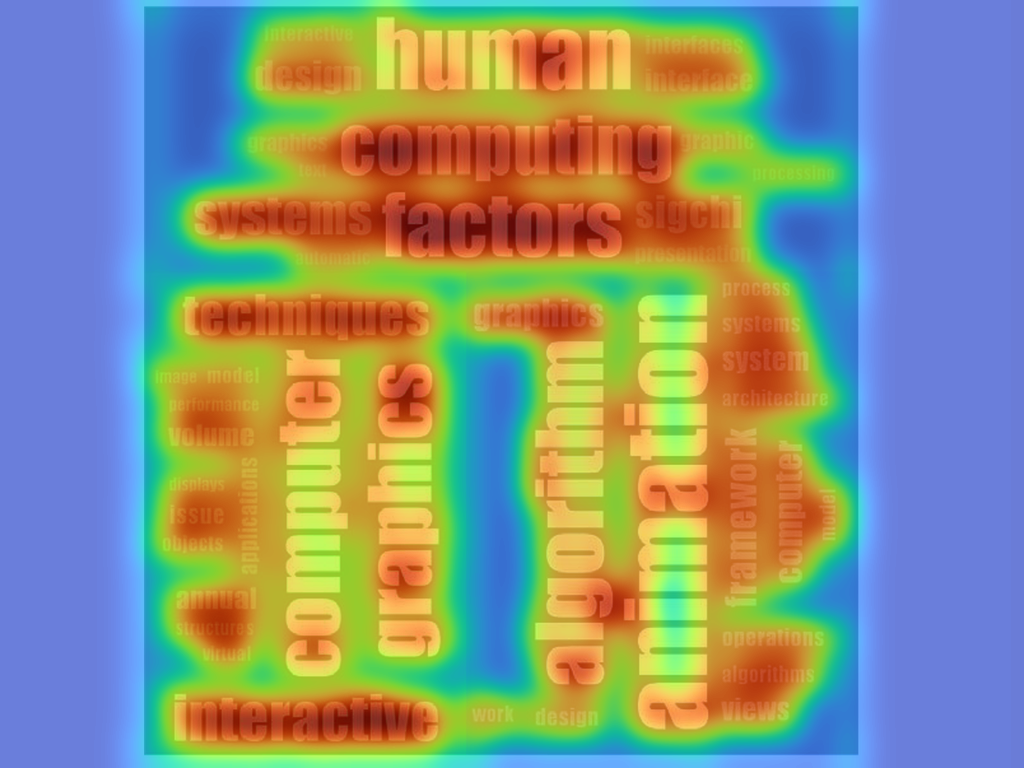 interactive
design
human
interfaces
interface
graphics
text
computing
graphic
processing
systems
factors
sigchi
automatic
presentation
techniques
graphics
process
systems
system
architecture
image model
performance
volume
displays
issue
objects
applications
annual
structures
virtual
computer
graphics
algorithm
animation
framework
computer
model
operations
algorithms
views
interactive
work
design